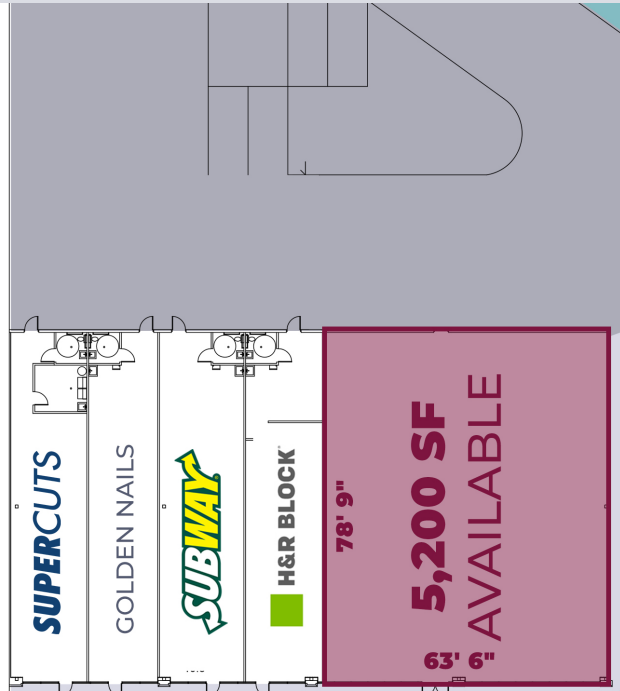 SUPERCUTS
GOLDEN NAILS
SUBWAY
H&R BLOCK
78' 9"
5,200 SF
AVAILABLE
63' 6"